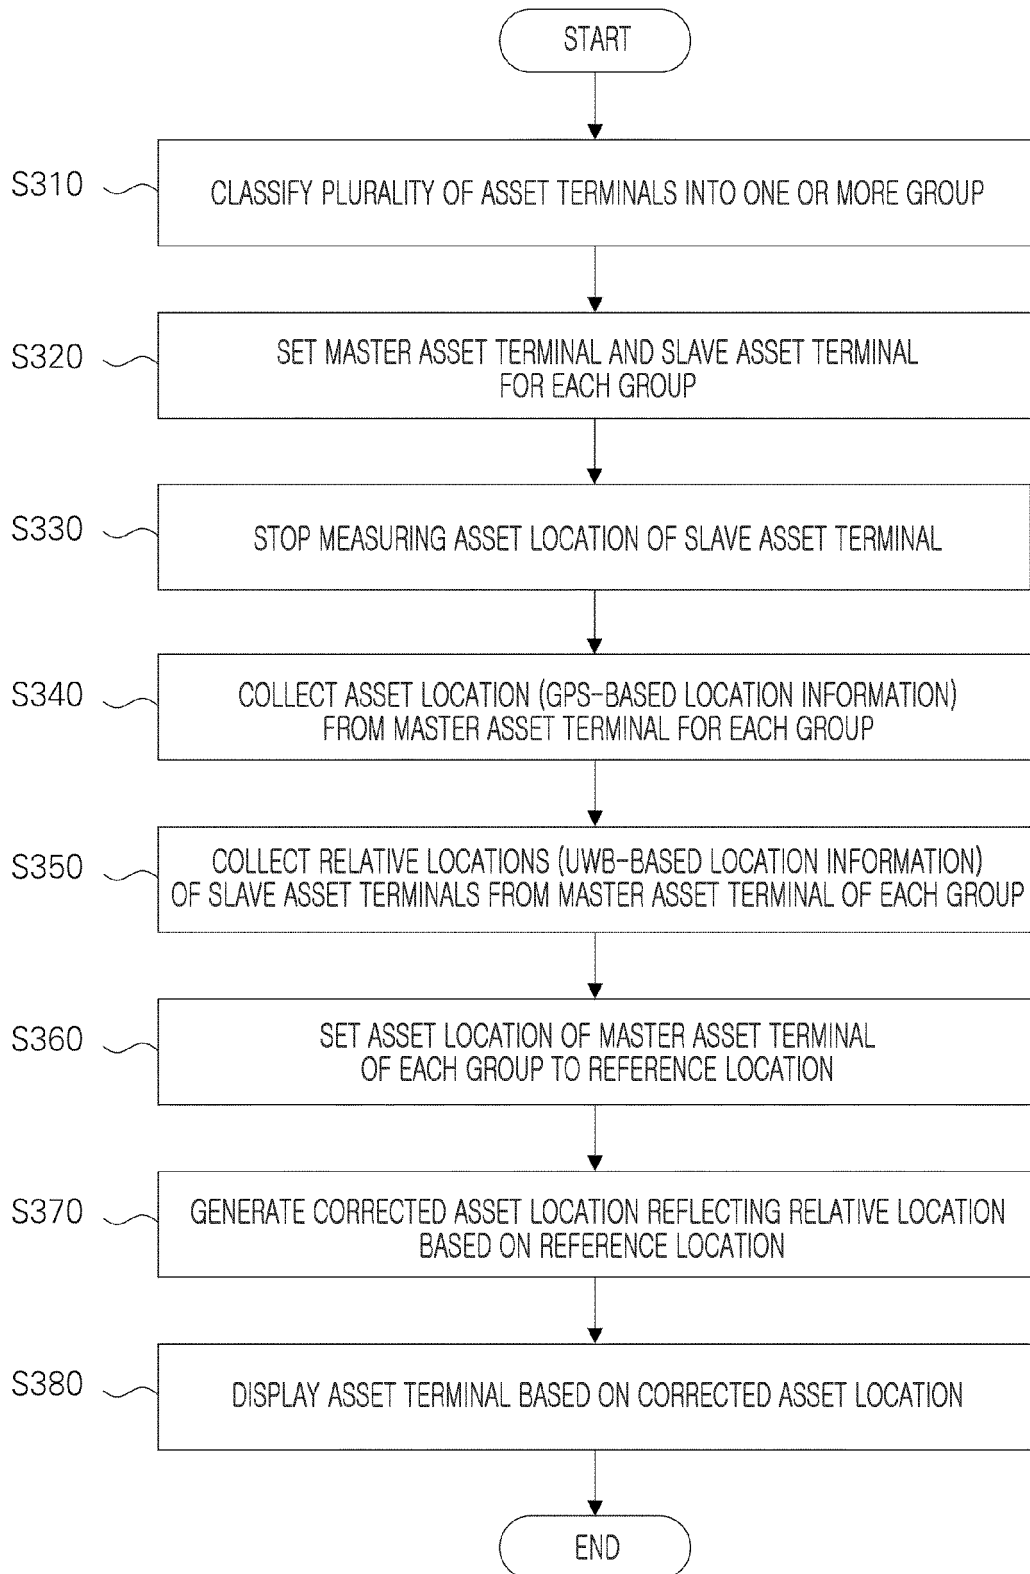 START
S310
CLASSIFY PLURALITY OF ASSET TERMINALS INTO ONE OR MORE GROUP
S320
SET MASTER ASSET TERMINAL AND SLAVE ASSET TERMINAL
FOR EACH GROUP
S330
STOP MEASURING ASSET LOCATION OF SLAVE ASSET TERMINAL
S340
COLLECT ASSET LOCATION (GPS-BASED LOCATION INFORMATION)
FROM MASTER ASSET TERMINAL FOR EACH GROUP
S350
COLLECT RELATIVE LOCATIONS (UWB-BASED LOCATION INFORMATION)
OF SLAVE ASSET TERMINALS FROM MASTER ASSET TERMINAL OF EACH GROUP
S360
SET ASSET LOCATION OF MASTER ASSET TERMINAL
OF EACH GROUP TO REFERENCE LOCATION
S370
GENERATE CORRECTED ASSET LOCATION REFLECTING RELATIVE LOCATION
BASED ON REFERENCE LOCATION
S380
DISPLAY ASSET TERMINAL BASED ON CORRECTED ASSET LOCATION
END